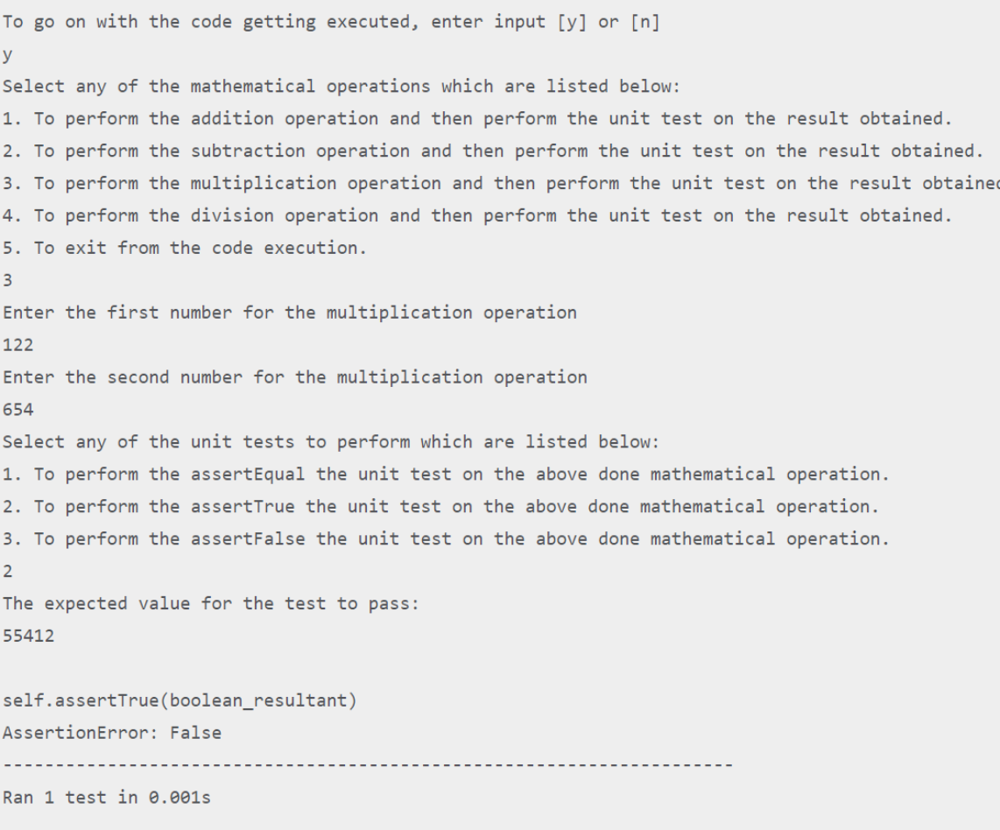 To go on with the code getting executed, enter input [y] or [n]
y
Select any of the mathematical operations which are listed below:
1. To perform the addition operation and then perform the unit test on the result obtained.
2. To perform the subtraction operation and then perform the unit test on the result obtained.
3. To perform the multiplication operation and then perform the unit test on the result obtained
4. To perform the division operation and then perform the unit test on the result obtained.
5. To exit from the code execution.
3
Enter the first number for the multiplication operation
122
Enter the second number for the multiplication operation
654
Select any of the unit tests to perform which are listed below:
1. To perform the assertEqual the unit test on the above done mathematical operation.
2. To perform the assertTrue the unit test on the above done mathematical operation.
3. To perform the assertFalse the unit test on the above done mathematical operation.
2
The expected value for the test to pass:
55412
self.assertTrue(boolean_resultant)
AssertionError: False
----------------------------------------------------------------------
Ran 1 test in 0.001s